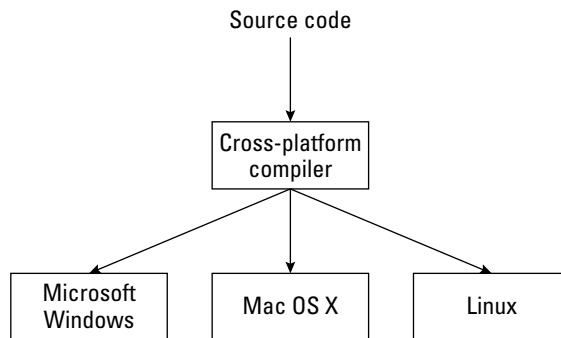 Source code
Cross-platform
compiler
Microsoft
Windows
Mac OS X
Linux